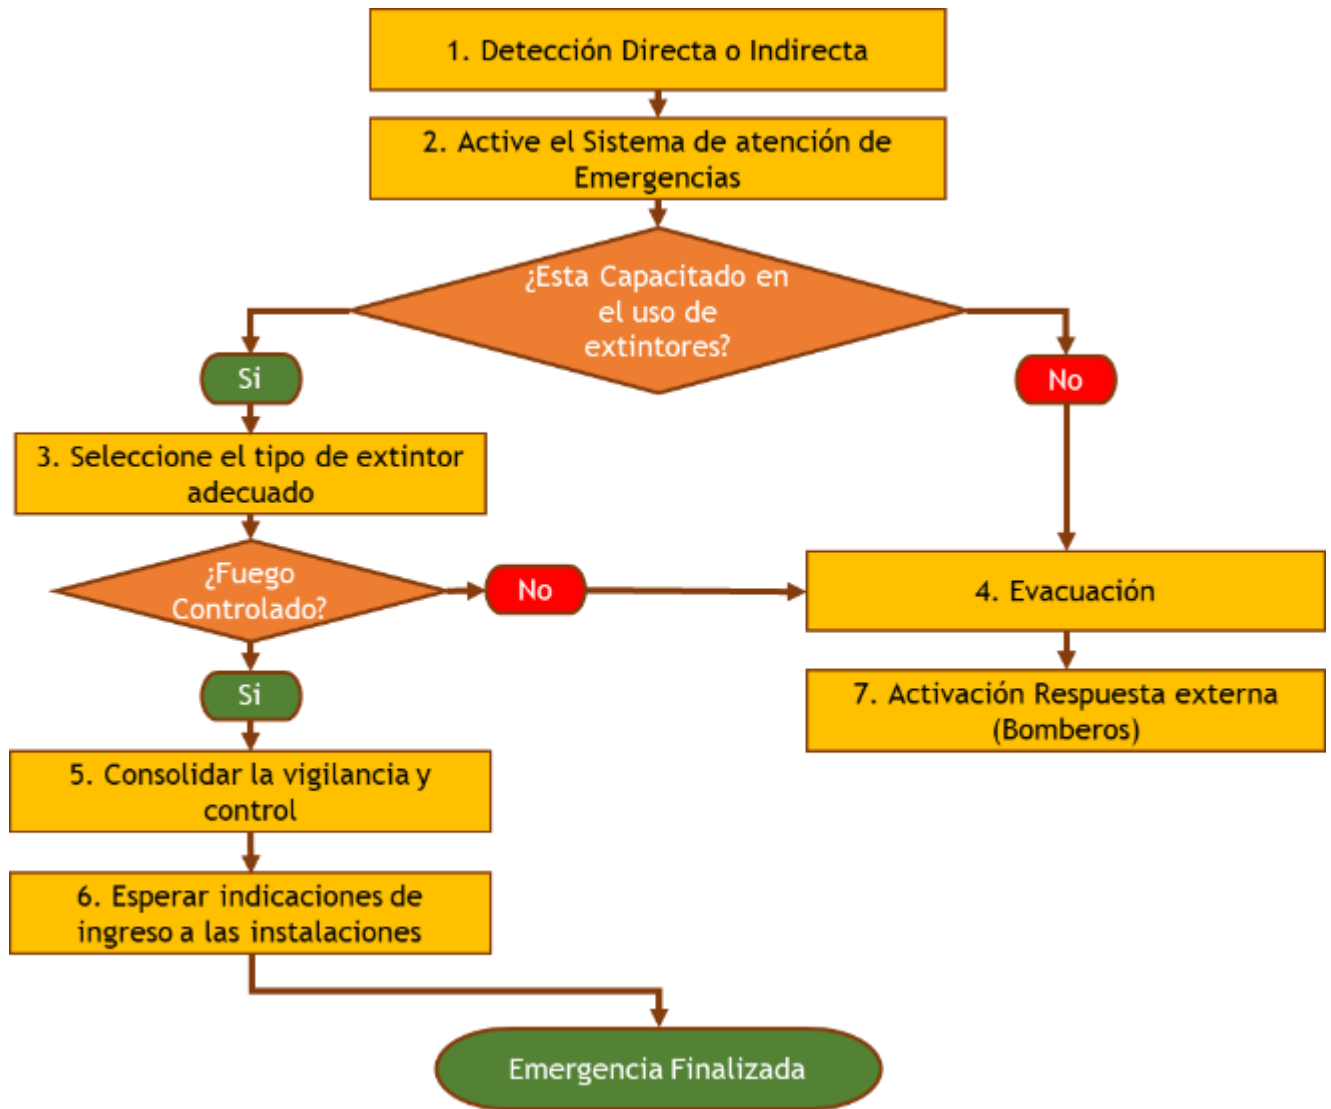 1. Detección Directa o Indirecta
2. Active el Sistema de atención de
Emergencias
¿Esta Capacitado en
el uso de
extintores?
Si
No
3. Seleccione el tipo de extintor
adecuado
¿Fuego
Controlado?
No
4. Evacuación
Si
7. Activación Respuesta externa
(Bomberos)
5. Consolidar la vigilancia y
control
6. Esperar indicaciones de
ingreso a las instalaciones
Emergencia Finalizada